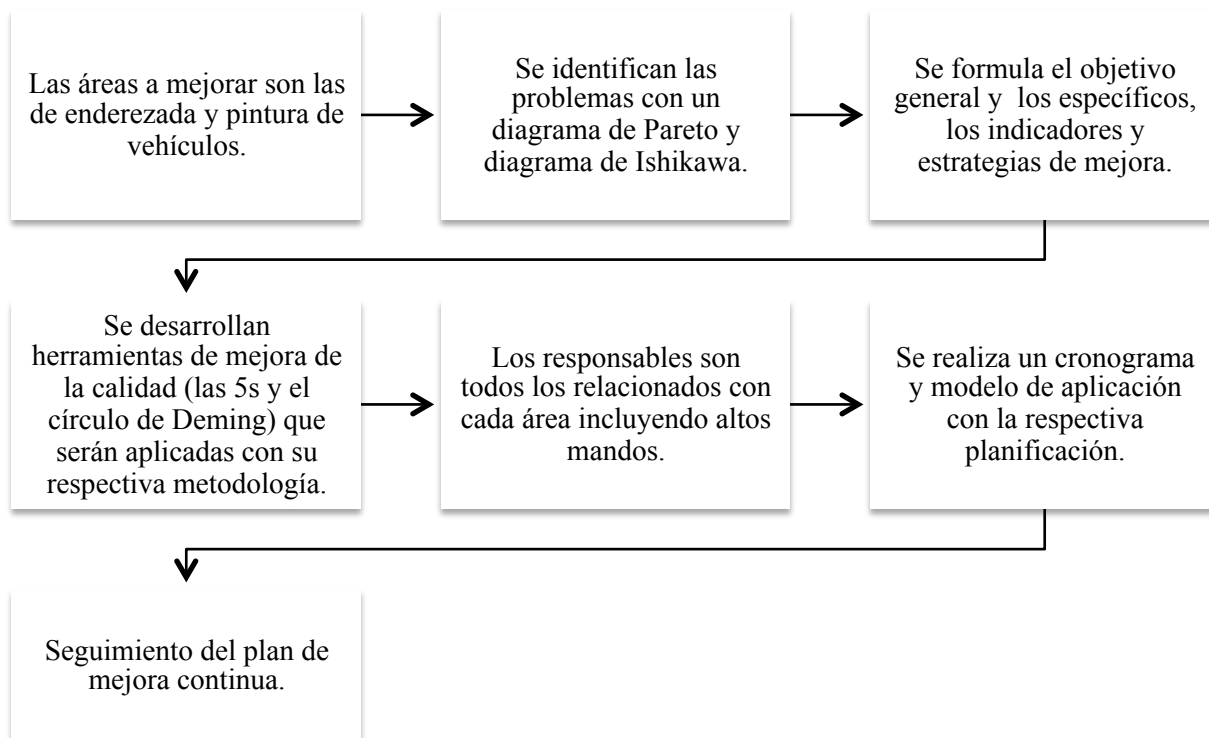 Las áreas a mejorar son las
de enderezada y pintura de
vehículos.
Se identifican las
problemas con un
diagrama de Pareto y
diagrama de Ishikawa.
Se formula el objetivo
general y  los específicos,
los indicadores y
estrategias de mejora.
Se desarrollan
herramientas de mejora de
la calidad (las 5s y el
círculo de Deming) que
serán aplicadas con su
respectiva metodología.
Los responsables son
todos los relacionados con
cada área incluyendo altos
mandos.
Se realiza un cronograma
y modelo de aplicación
con la respectiva
planificación.
Seguimiento del plan de
mejora continua.